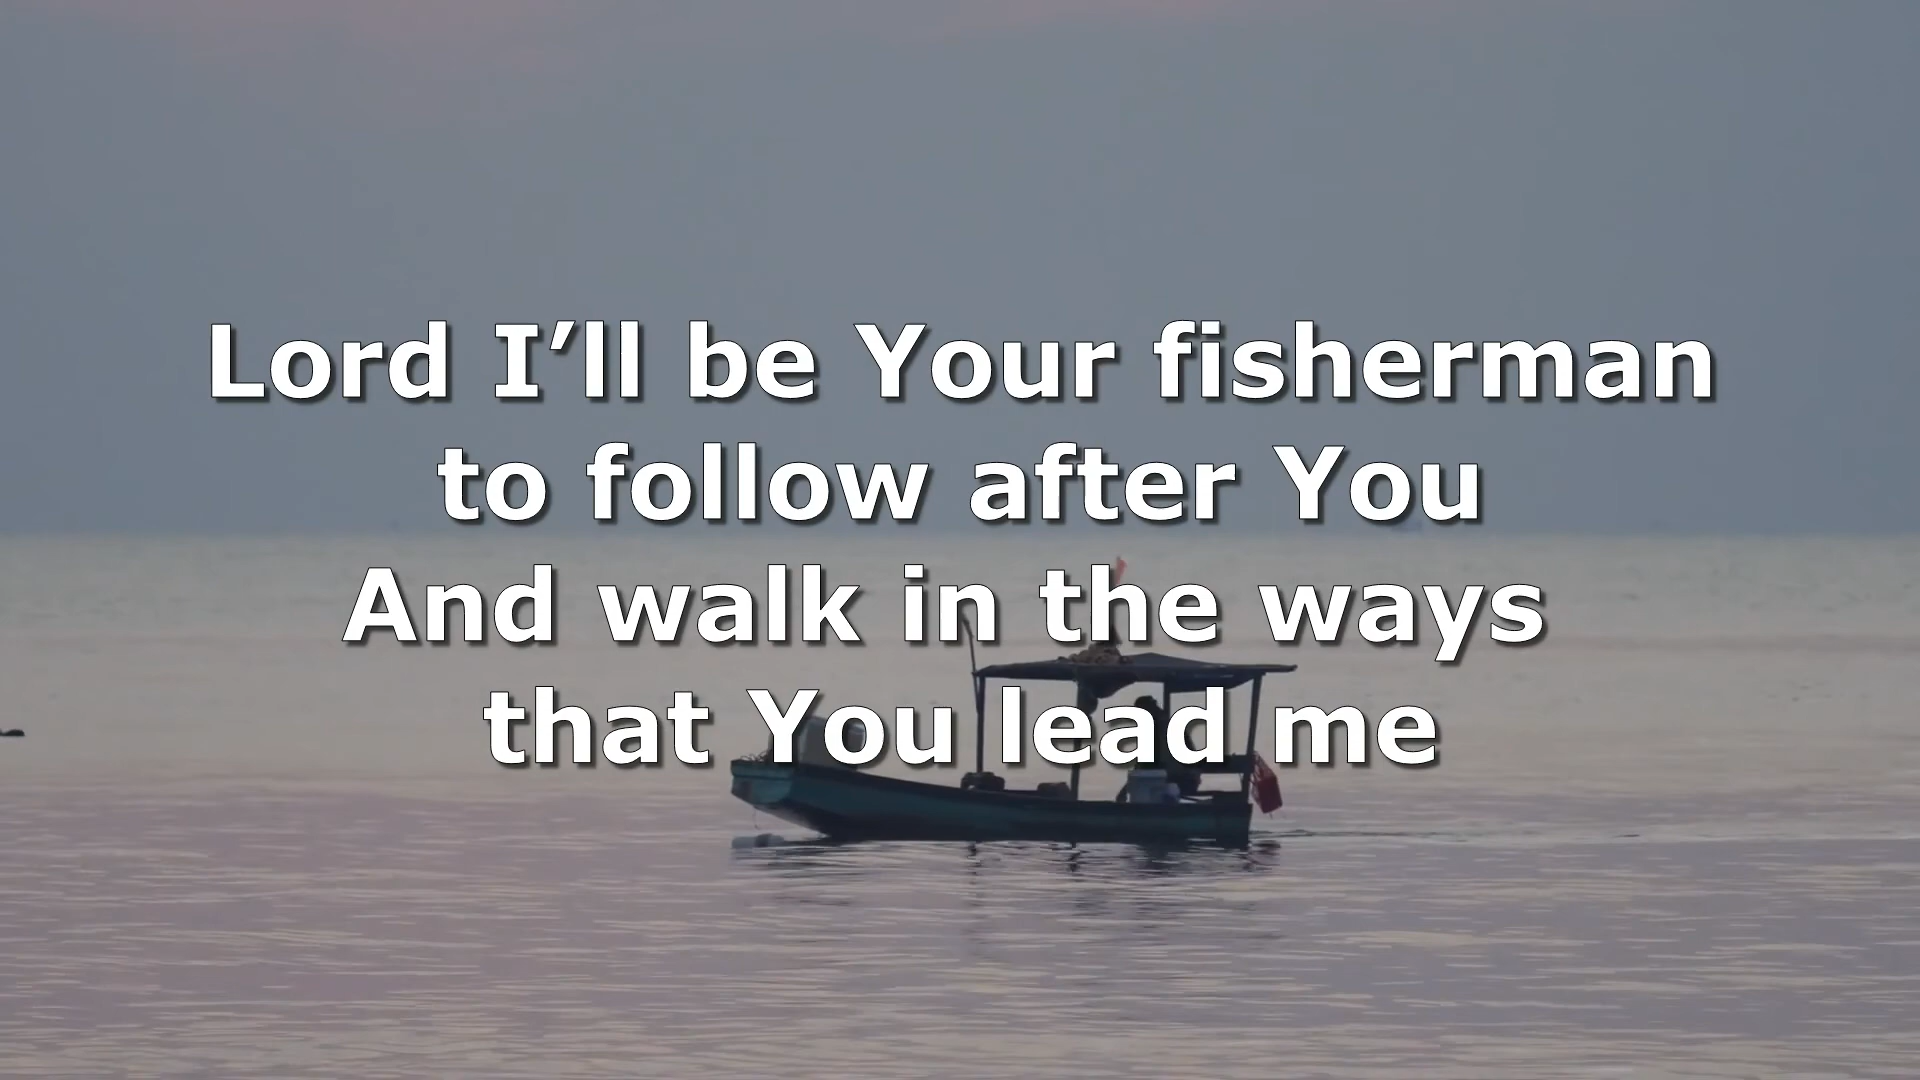 Lord I’ll be Your fisherman
to follow after You
And walk in the ways
that You lead me